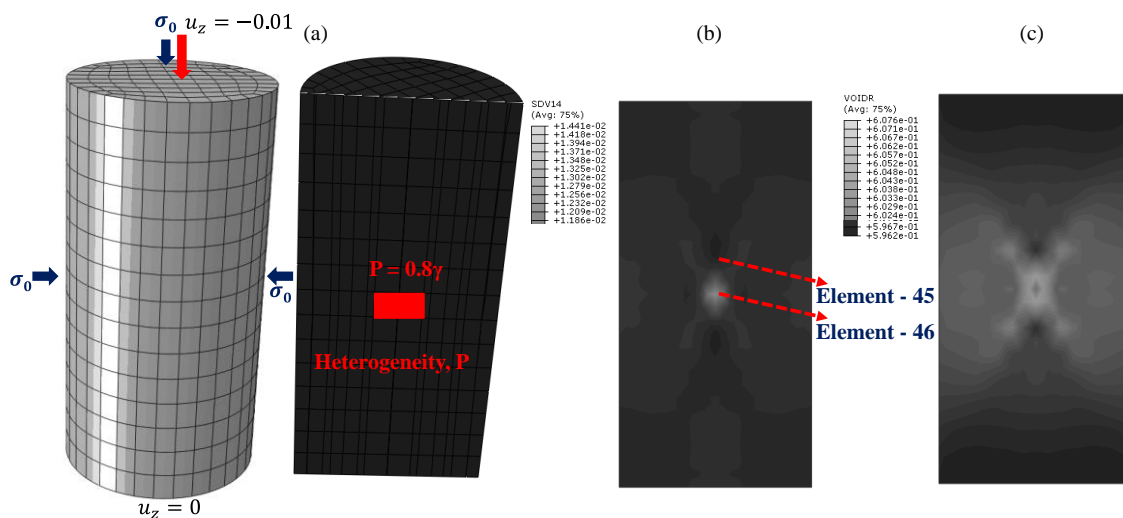 σ₀ u_z = −0.01
(a)
(b)
(c)
SDV14
(Avg: 75%)
+1.441e-02
+1.418e-02
+1.394e-02
+1.371e-02
+1.348e-02
+1.325e-02
+1.302e-02
+1.279e-02
+1.256e-02
+1.232e-02
+1.209e-02
+1.186e-02
VOIDR
(Avg: 75%)
+6.076e-01
+6.071e-01
+6.067e-01
+6.062e-01
+6.057e-01
+6.052e-01
+6.048e-01
+6.043e-01
+6.038e-01
+6.033e-01
+6.029e-01
+6.024e-01
+5.967e-01
+5.962e-01
σ₀
σ₀
P = 0.8γ
Heterogeneity, P
Element - 45
Element - 46
u_z = 0